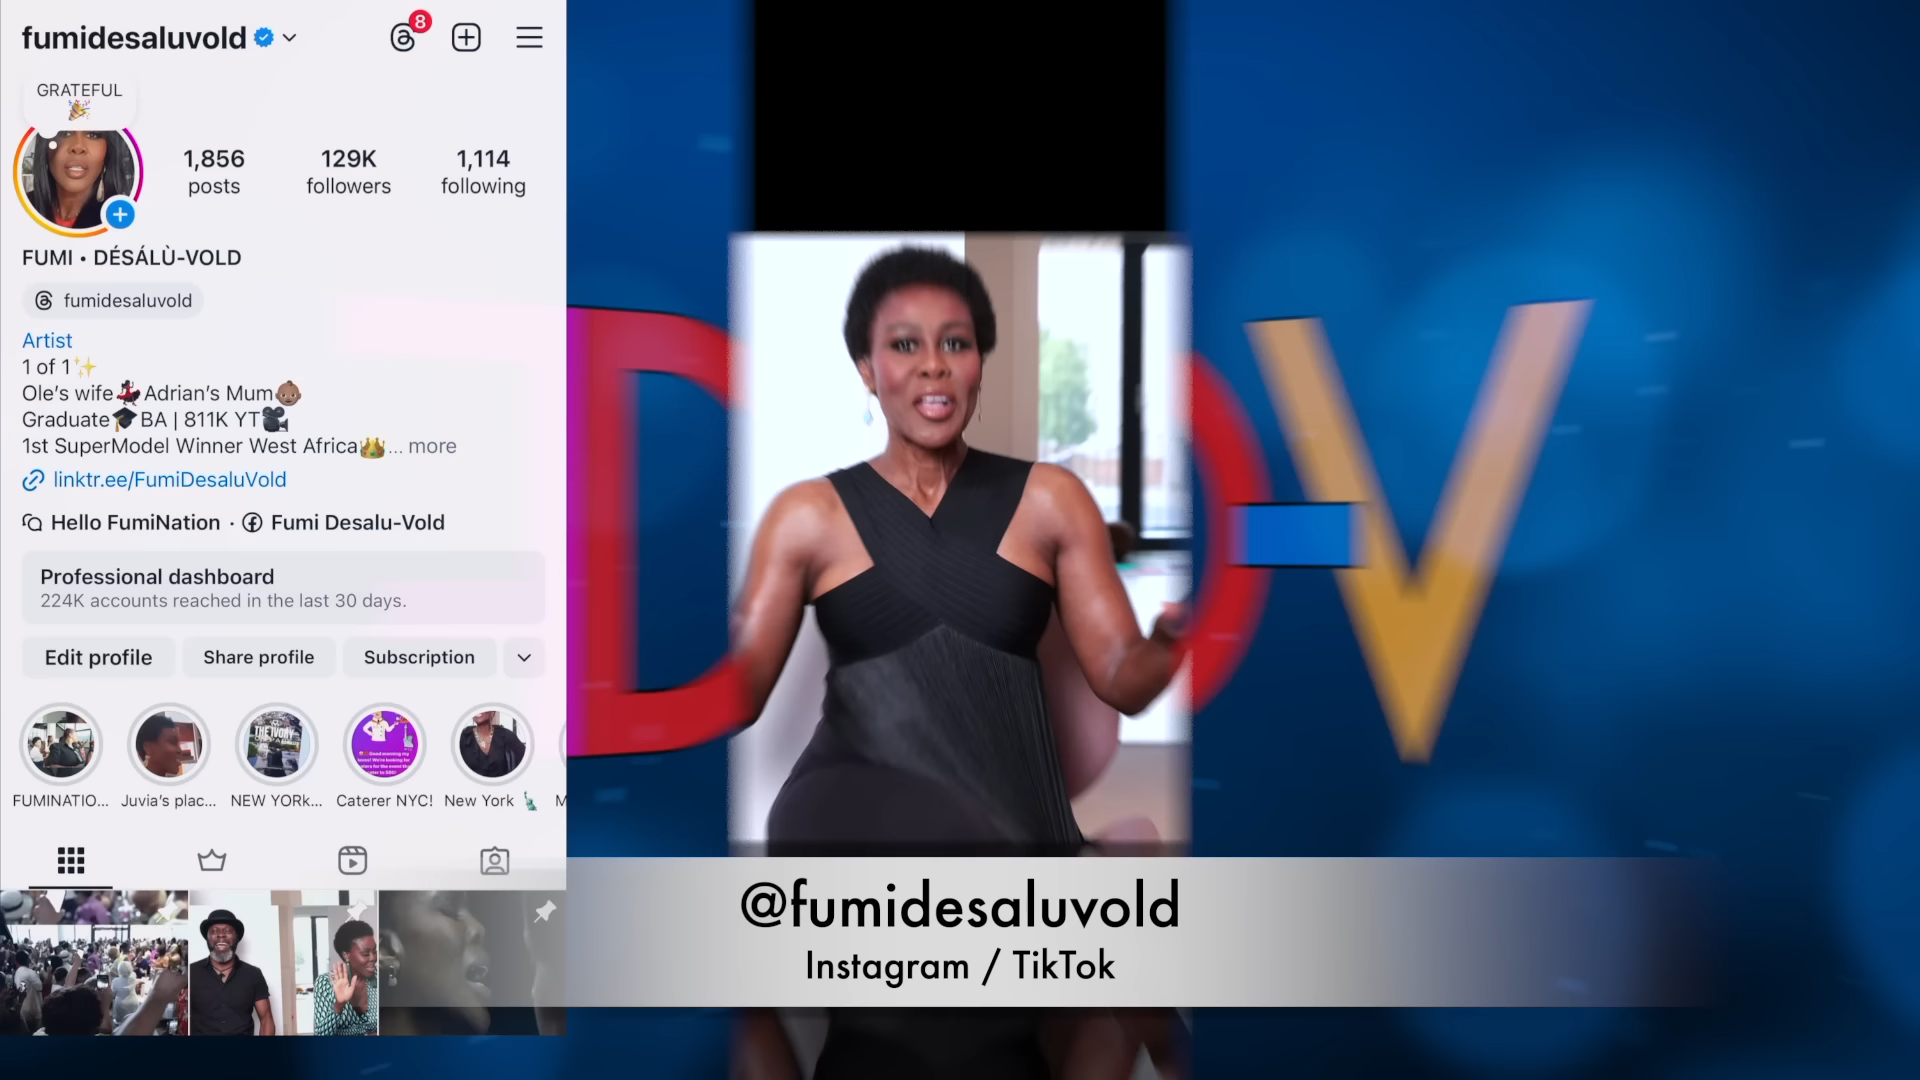 fumidesaluvold
8
GRATEFUL
🎉
1,856
posts
129K
followers
1,114
following
FUMI • DÉSÁLÙ-VOLD
fumidesaluvold
Artist
1 of 1✨
Ole's wife💃🏿Adrian's Mum👶🏽
Graduate🎓BA | 811K YT🎥
1st SuperModel Winner West Africa👑... more
linktr.ee/FumiDesaluVold
Hello FumiNation · Fumi Desalu-Vold
Professional dashboard
224K accounts reached in the last 30 days.
Edit profile
Share profile
Subscription
THE IVORY
FUMINATIO...
Juvia's plac...
NEW YORk...
Caterer NYC!
New York 🗽
M
D
-V
@fumidesaluvold
Instagram / TikTok